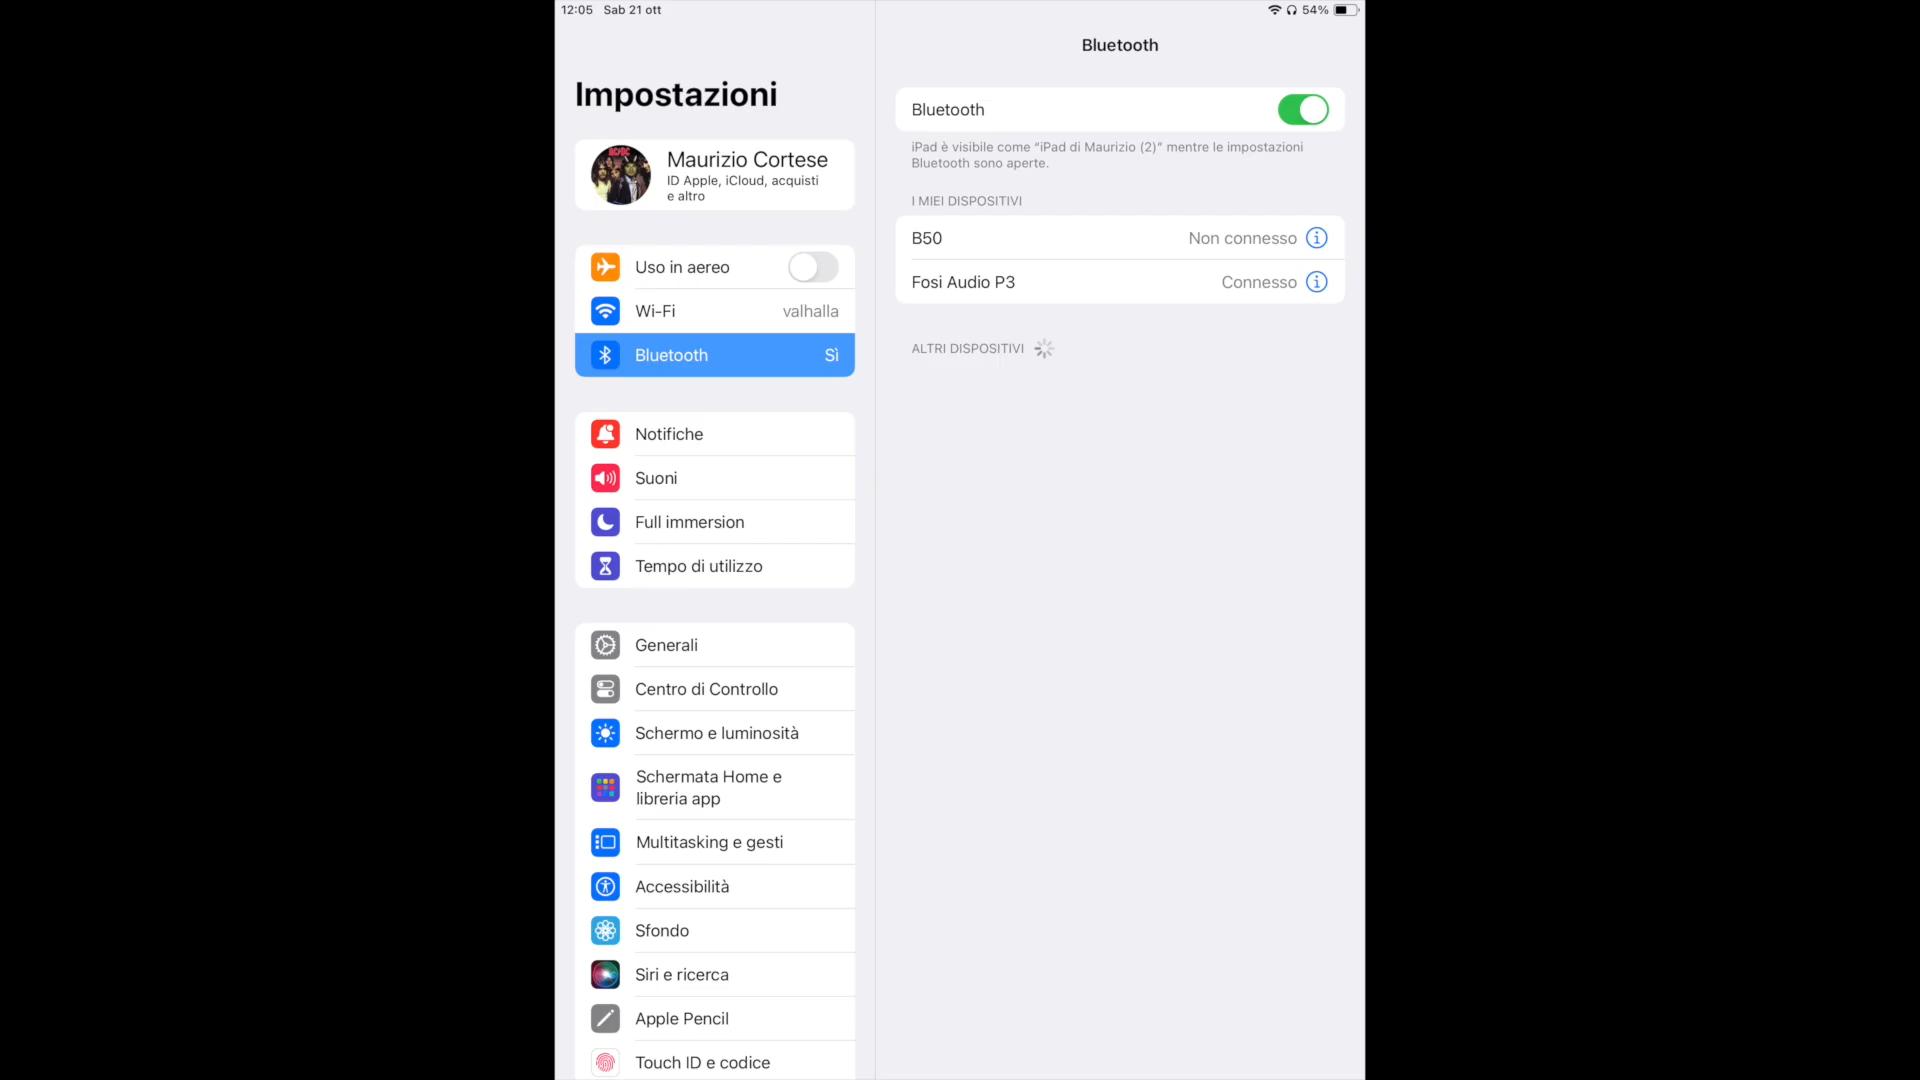 12:05 Sab 21 ott
54%
Impostazioni
Maurizio Cortese
ID Apple, iCloud, acquisti
e altro
Uso in aereo
Wi-Fi valhalla
Bluetooth Sì
Notifiche
Suoni
Full immersion
Tempo di utilizzo
Generali
Centro di Controllo
Schermo e luminosità
Schermata Home e
libreria app
Multitasking e gesti
Accessibilità
Sfondo
Siri e ricerca
Apple Pencil
Touch ID e codice
Bluetooth
Bluetooth
iPad è visibile come “iPad di Maurizio (2)” mentre le impostazioni
Bluetooth sono aperte.
I MIEI DISPOSITIVI
B50 Non connesso
Fosi Audio P3 Connesso
ALTRI DISPOSITIVI